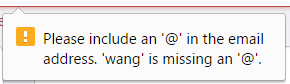 Please include an '@' in the email
address. 'wang' is missing an '@'.